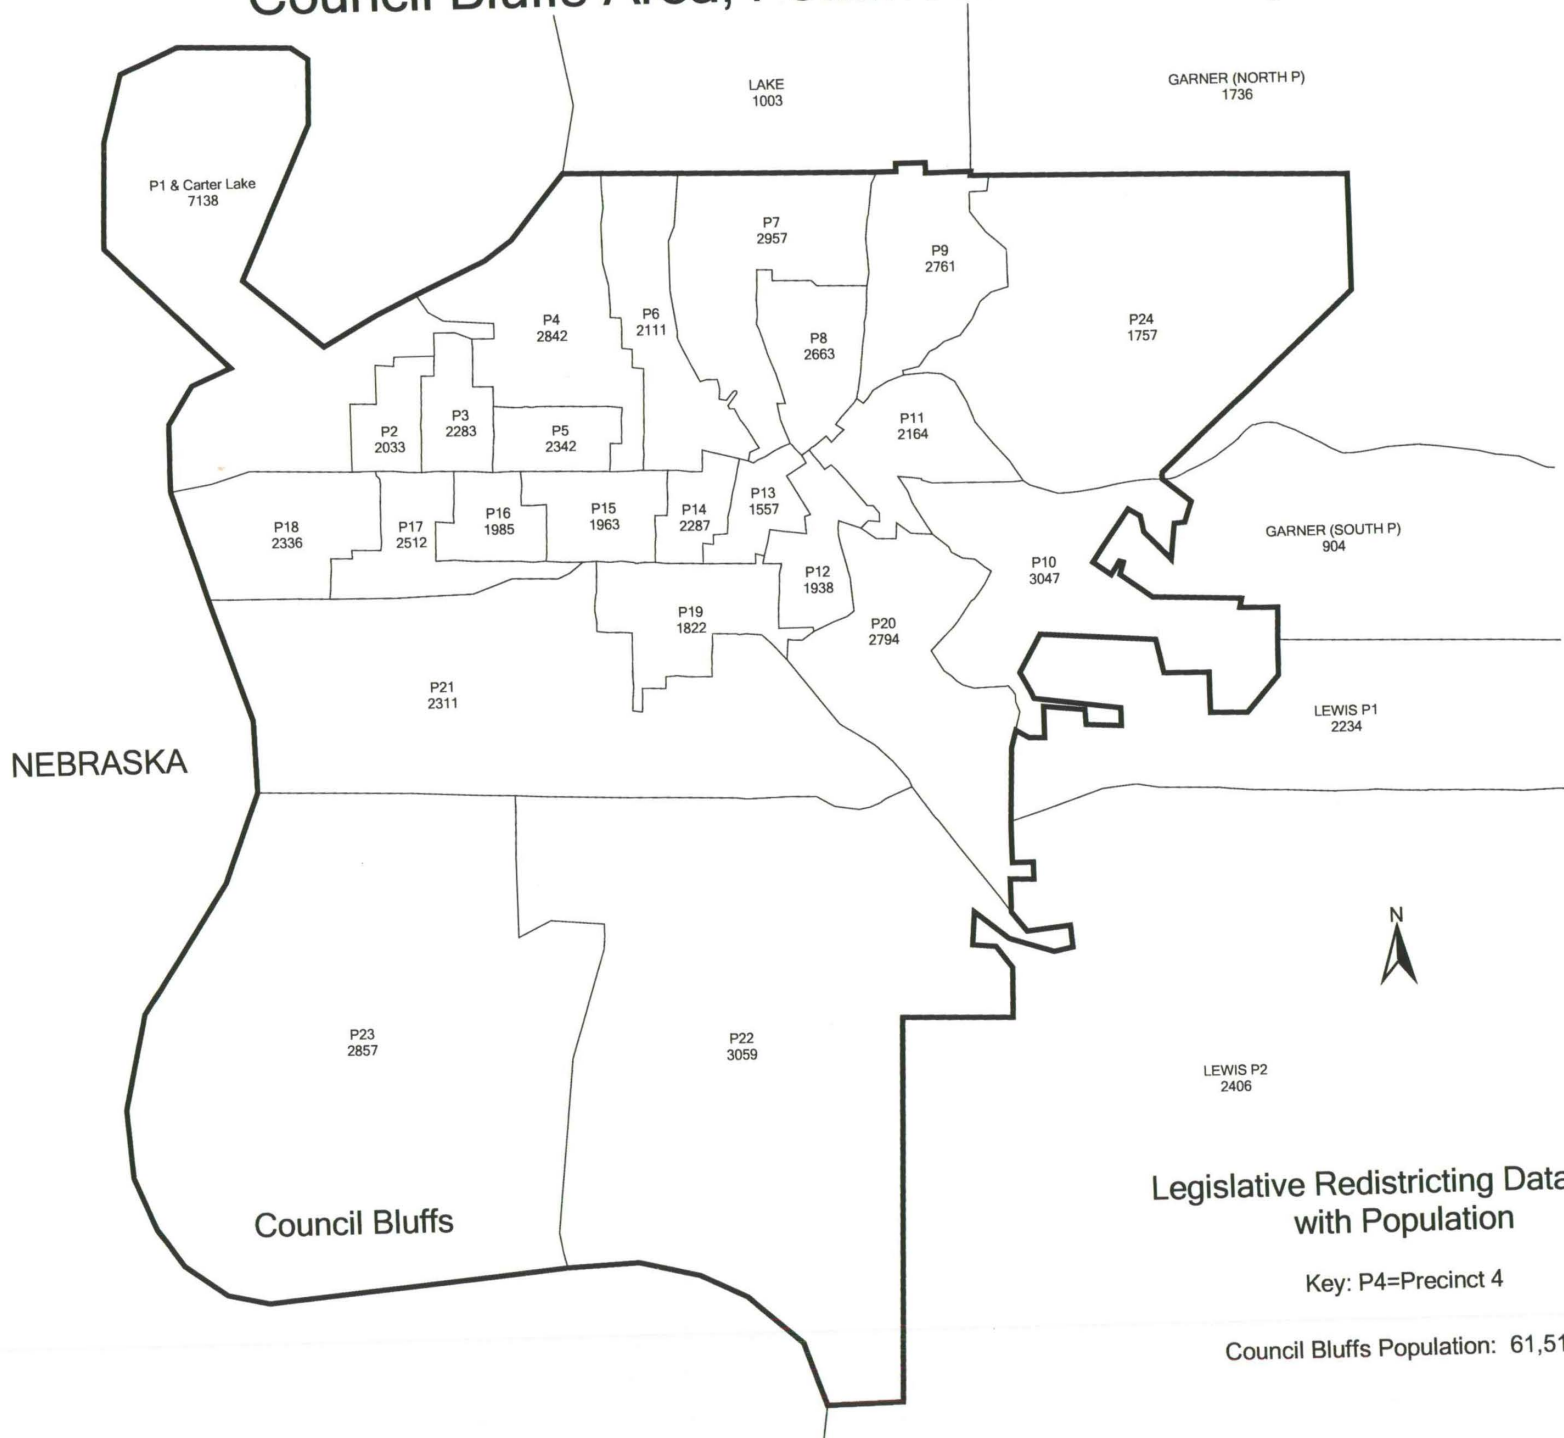 Council Bluffs Area,
LAKE
1003
GARNER (NORTH P)
1736
P1 & Carter Lake
7138
P7
2957
P9
2761
P4
2842
P6
2111
P8
2663
P24
1757
P2
2033
P3
2283
P5
2342
P11
2164
P18
2336
P17
2512
P16
1985
P15
1963
P14
2287
P13
1557
GARNER (SOUTH P)
904
P12
1938
P10
3047
P19
1822
P20
2794
P21
2311
LEWIS P1
2234
NEBRASKA
N
P23
2857
P22
3059
LEWIS P2
2406
Council Bluffs
Legislative Redistricting Data
with Population
Key: P4=Precinct 4
Council Bluffs Population: 61,51